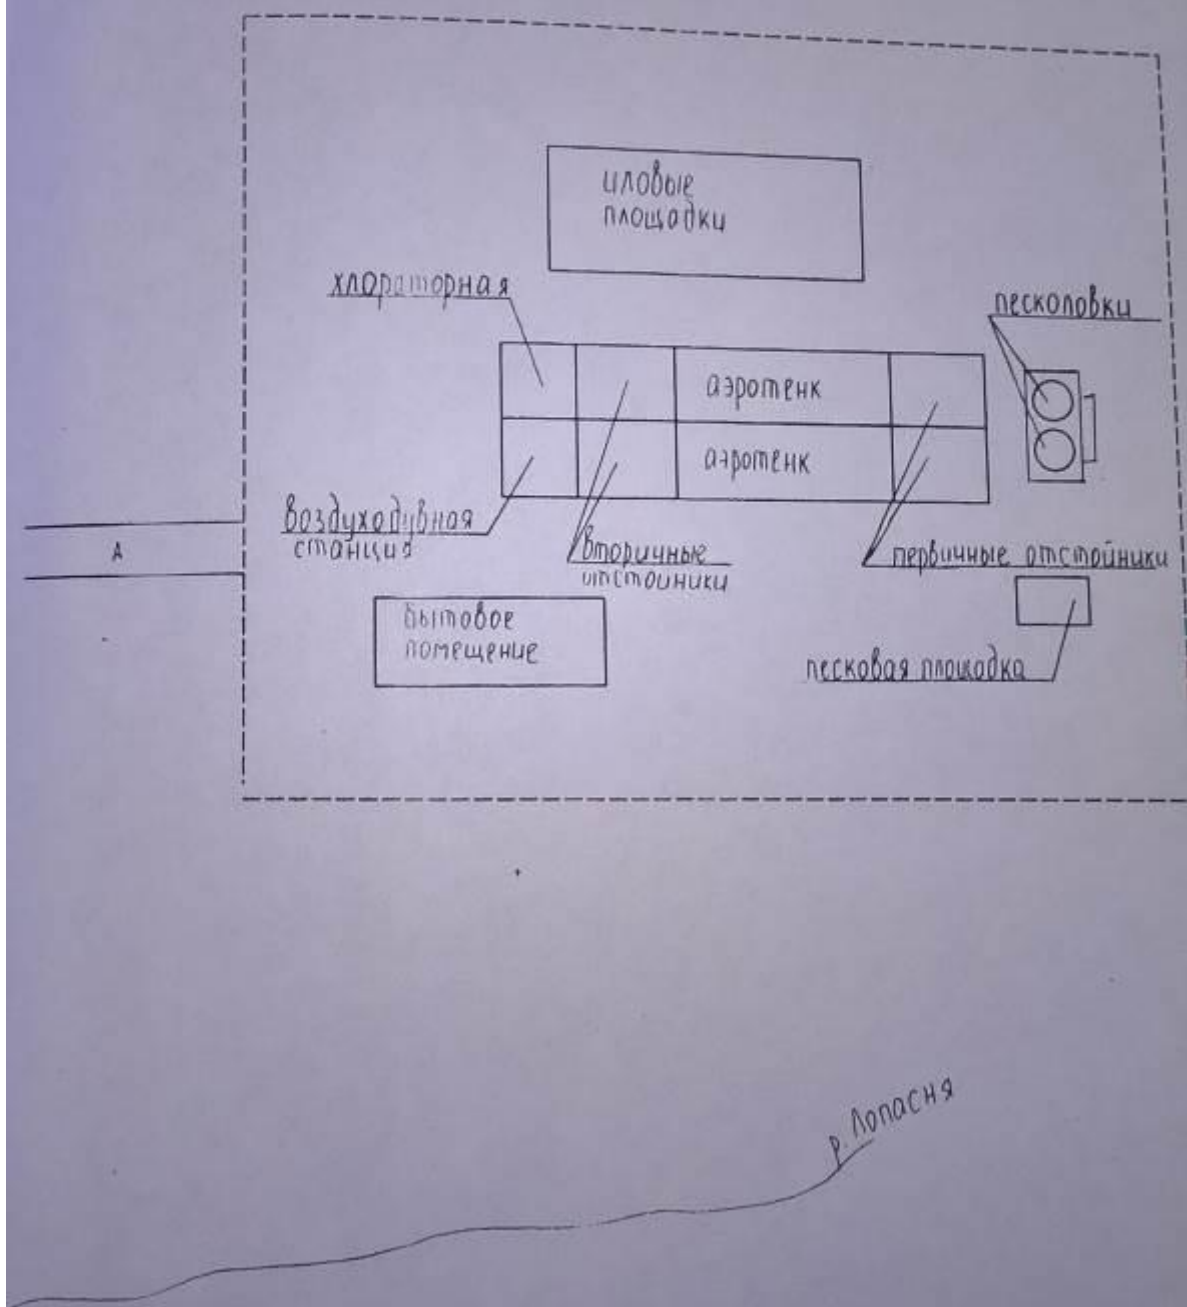 иловые
площадки
хлораторная
песколовки
аэротенк
аэротенк
воздуходувная
станция
вторичные
отстойники
первичные отстойники
А
бытовое
помещение
песковая площадка
р. Лопасня